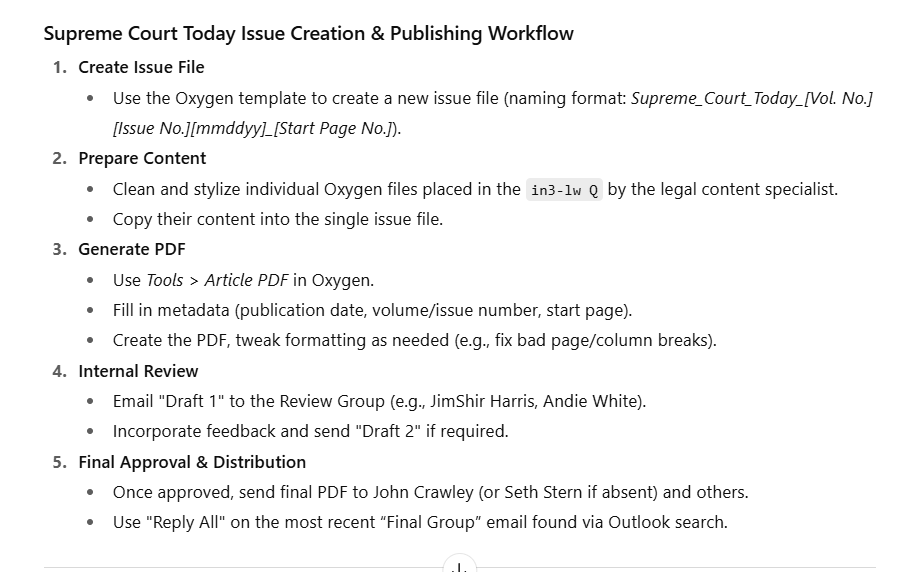 Supreme Court Today Issue Creation & Publishing Workflow
1. Create Issue File
• Use the Oxygen template to create a new issue file (naming format: Supreme_Court_Today_[Vol. No.]
[Issue No.][mmddyy]_[Start Page No.]).
2. Prepare Content
• Clean and stylize individual Oxygen files placed in the in3-lw Q by the legal content specialist.
• Copy their content into the single issue file.
3. Generate PDF
• Use Tools > Article PDF in Oxygen.
• Fill in metadata (publication date, volume/issue number, start page).
• Create the PDF, tweak formatting as needed (e.g., fix bad page/column breaks).
4. Internal Review
• Email "Draft 1" to the Review Group (e.g., JimShir Harris, Andie White).
• Incorporate feedback and send "Draft 2" if required.
5. Final Approval & Distribution
• Once approved, send final PDF to John Crawley (or Seth Stern if absent) and others.
• Use "Reply All" on the most recent “Final Group” email found via Outlook search.